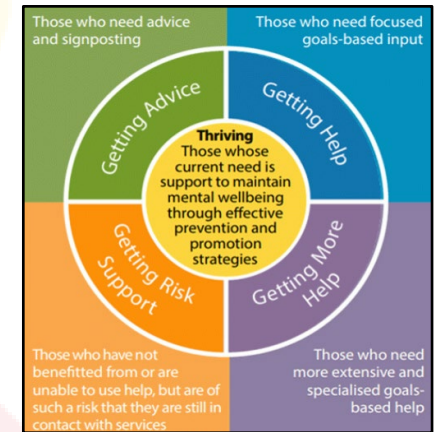 Those who need advice
and signposting
Those who need focused
goals-based input
Getting Advice
Getting Help
Thriving
Those whose
current need is
support to maintain
mental wellbeing
through effective
prevention and
promotion
strategies
Getting Risk
Support
Getting More
Help
Those who have not
benefitted from or are
unable to use help, but are of
such a risk that they are still in
contact with services
Those who need
more extensive and
specialised goals-
based help